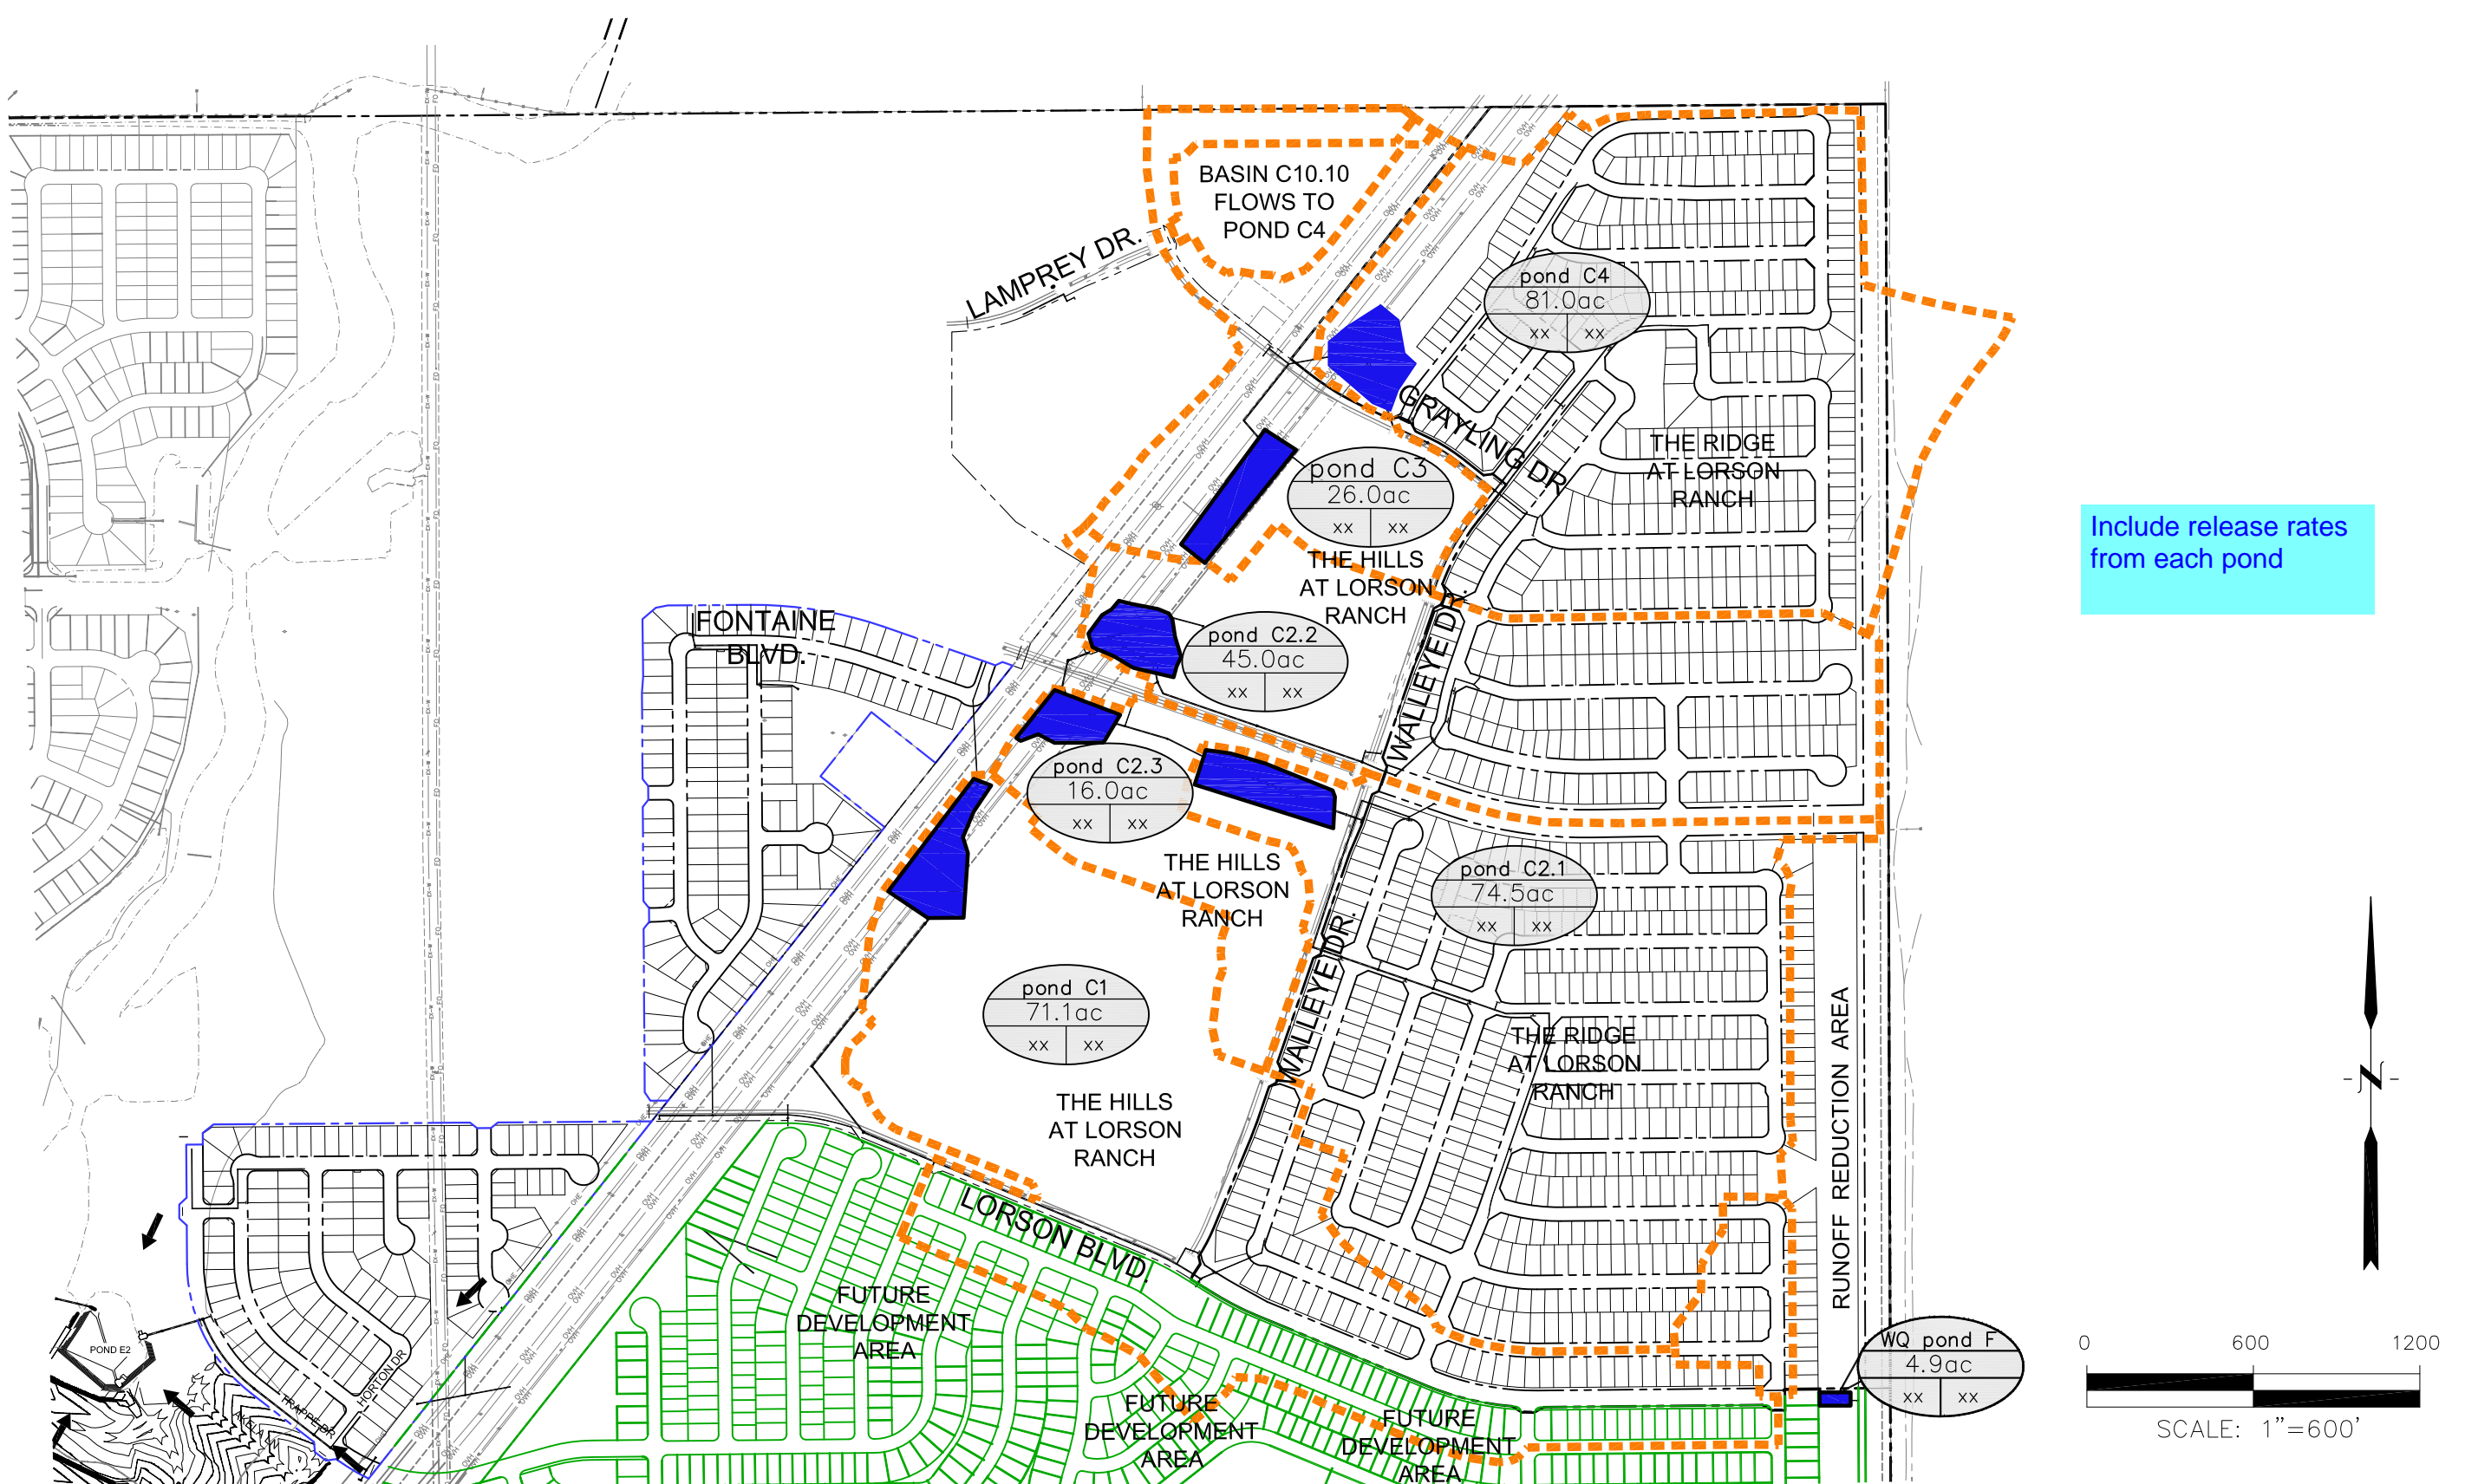 BASIN C10.10
FLOWS TO
POND C4
LAMPREY DR.
pond C4
81.0ac
xx xx
GRAYLING DR
THE RIDGE
AT LORSON
RANCH
pond C3
26.0ac
xx xx
Include release rates
from each pond
THE HILLS
AT LORSON
RANCH
FONTAINE
BLVD.
pond C2.2
45.0ac
xx xx
WALLEYE DR.
pond C2.3
16.0ac
xx xx
THE HILLS
AT LORSON
RANCH
pond C2.1
74.5ac
xx xx
WALLEYE DR.
pond C1
71.1ac
xx xx
THE RIDGE
AT LORSON
RANCH
RUNOFF REDUCTION AREA
N
THE HILLS
AT LORSON
RANCH
LORSON BLVD.
FUTURE
DEVELOPMENT
AREA
WQ pond F
4.9ac
xx xx
0 600 1200
SCALE: 1"=600'
POND E2
HORTON DR
TRAPPE DR
FUTURE
DEVELOPMENT
AREA
FUTURE
DEVELOPMENT
AREA